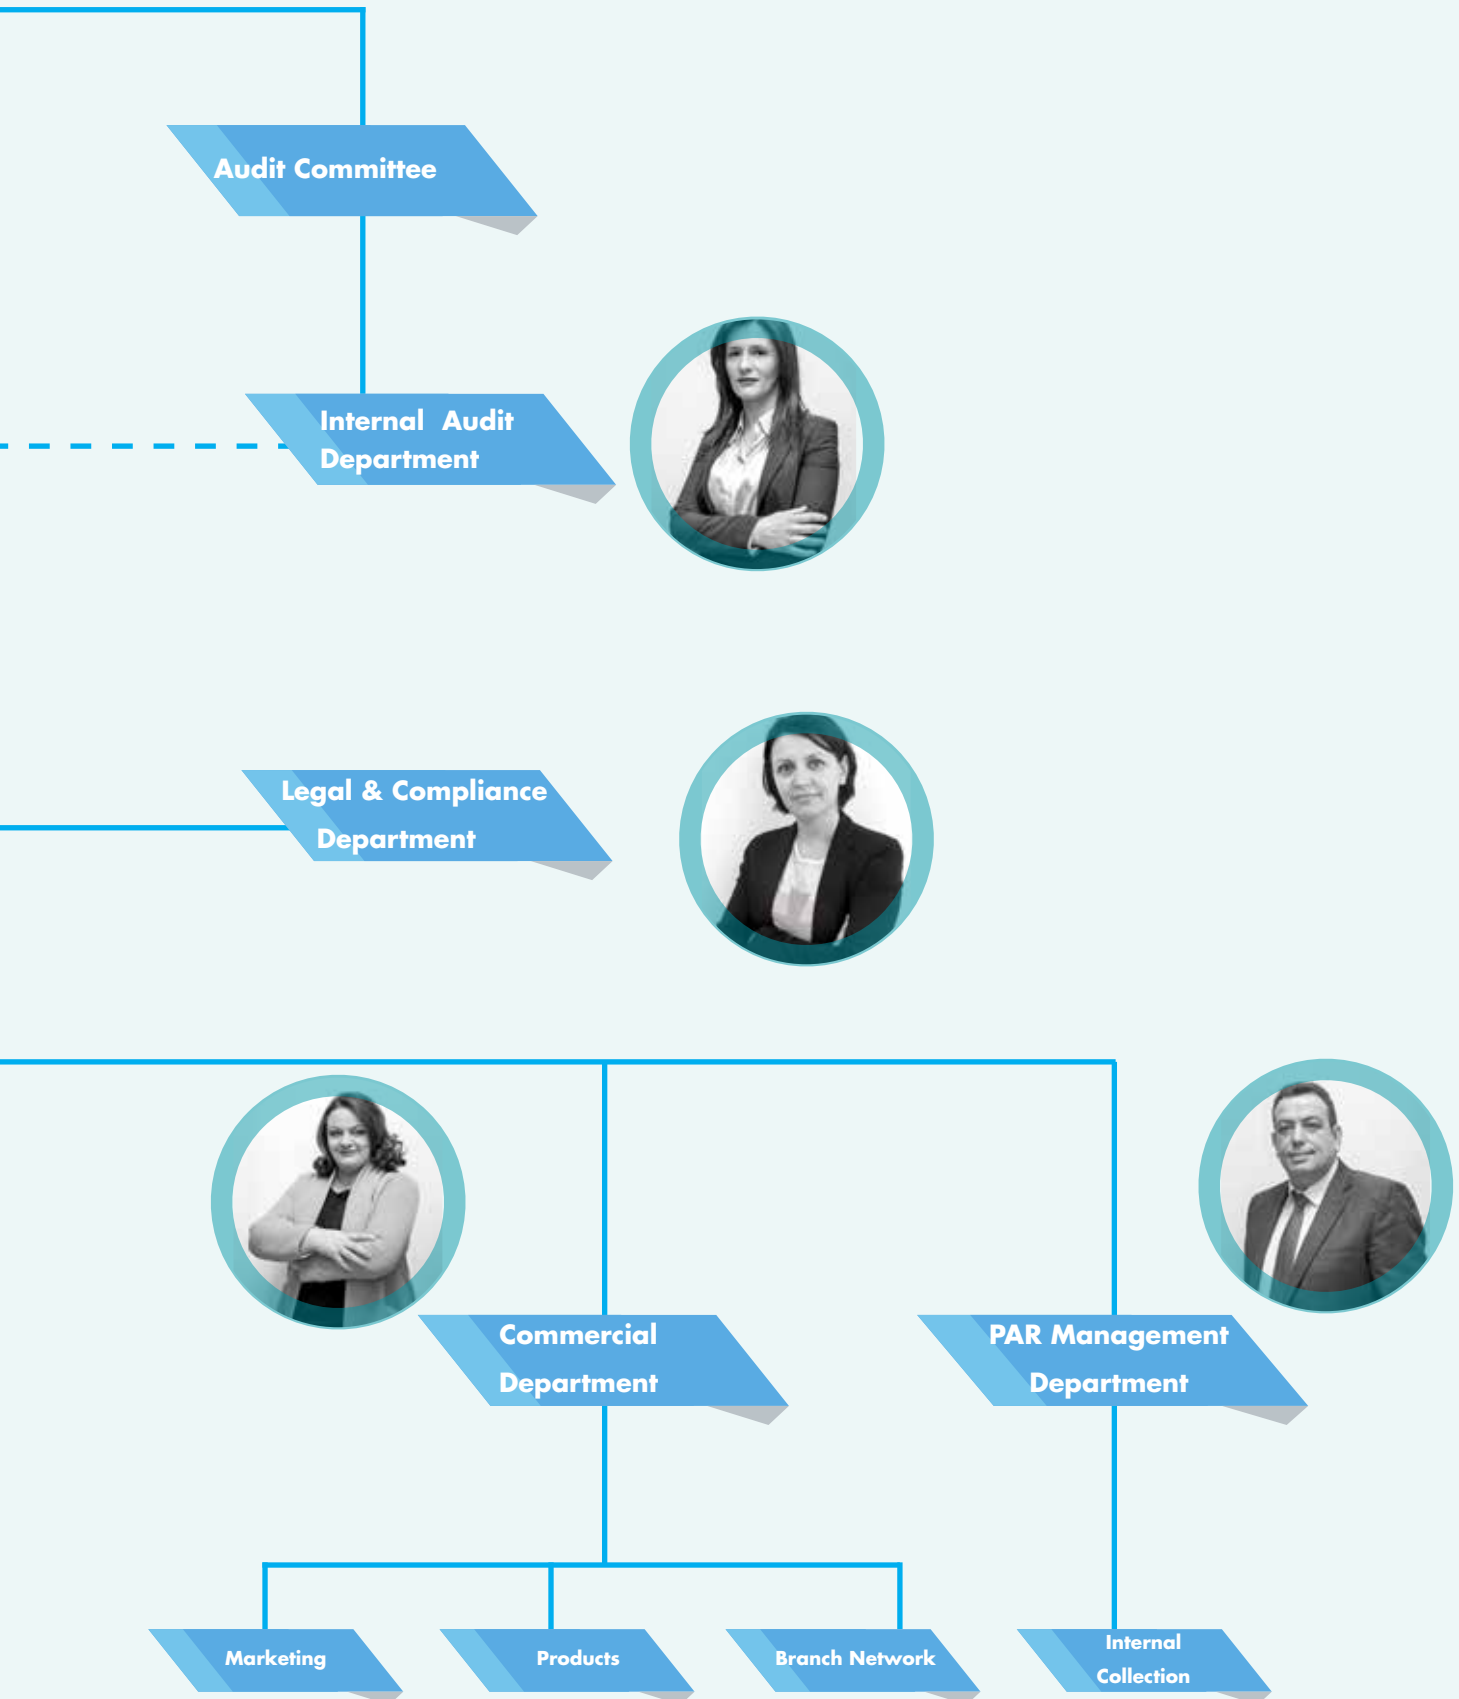 Audit Committee
Internal  Audit
Department
Legal & Compliance
Department
Commercial
Department
PAR Management
Department
Marketing
Products
Branch Network
Internal
Collection